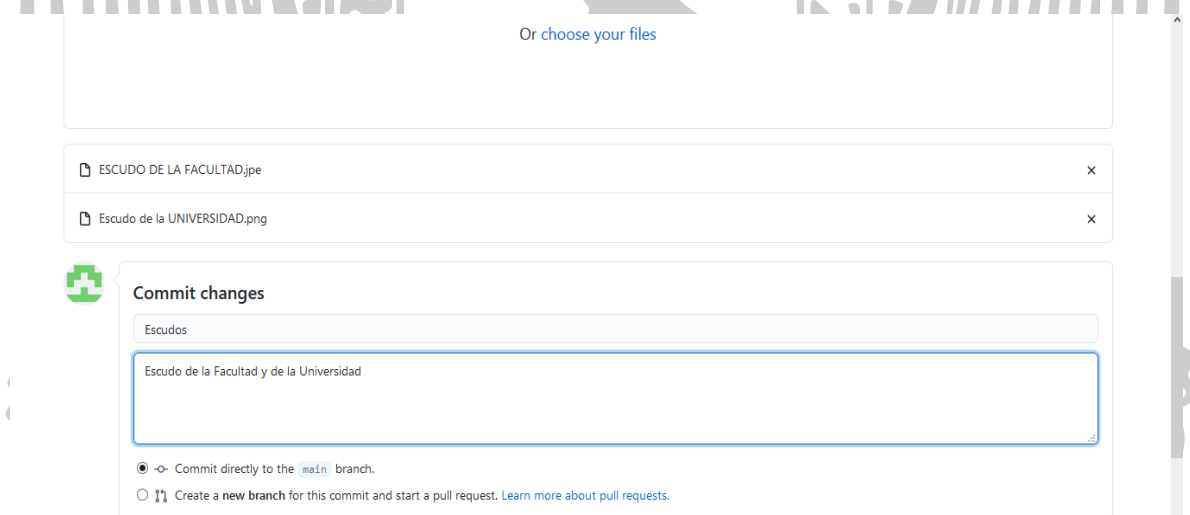 Or choose your files
ESCUDO DE LA FACULTAD.jpe
Escudo de la UNIVERSIDAD.png
Commit changes
Escudos
Escudo de la Facultad y de la Universidad
Commit directly to the main branch.
Create a new branch for this commit and start a pull request. Learn more about pull requests.